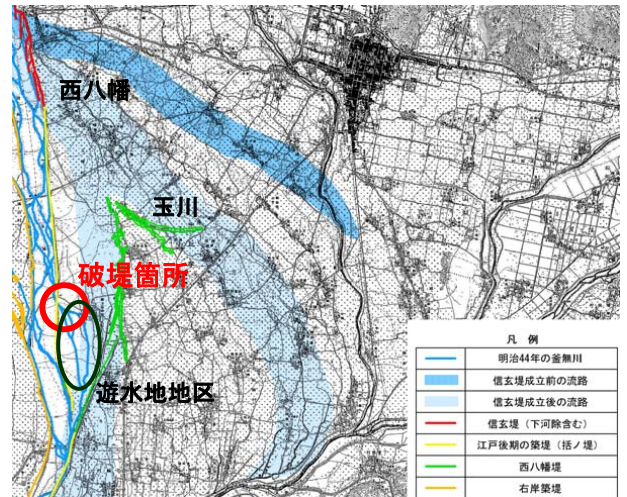 西八幡
玉川
破堤箇所
遊水地地区
凡 例
明治44年の釜無川
信玄堤成立前の流路
信玄堤成立後の流路
信玄堤（下河除含む）
江戸後期の築堤（括ノ堤）
西八幡堤
右岸築堤